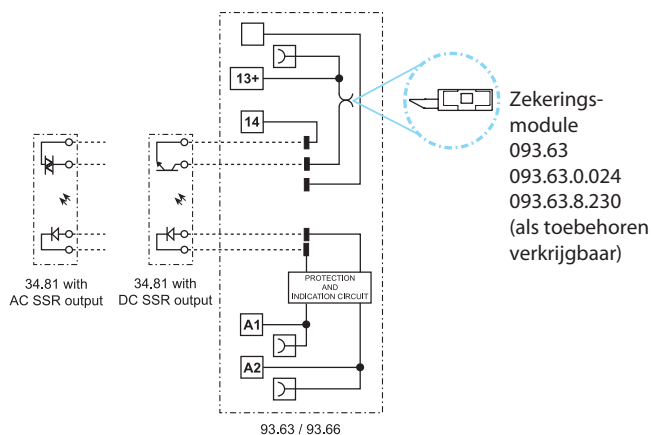 13+
14
Zekerings-
module
093.63
093.63.0.024
093.63.8.230
(als toebehoren
verkrijgbaar)
34.81 with
AC SSR output
34.81 with
DC SSR output
PROTECTION
AND
INDICATION CIRCUIT
A1
A2
93.63 / 93.66